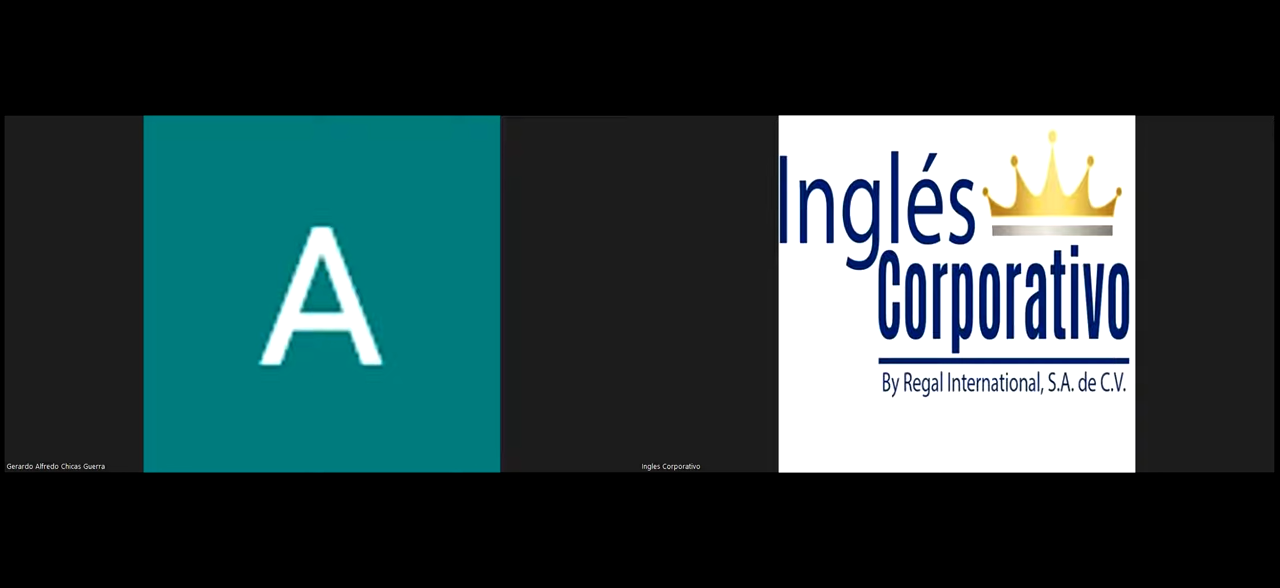 A
Gerardo Alfredo Chicas Guerra
Inglés
Corporativo
By Regal International, S.A. de C.V.
Ingles Corporativo